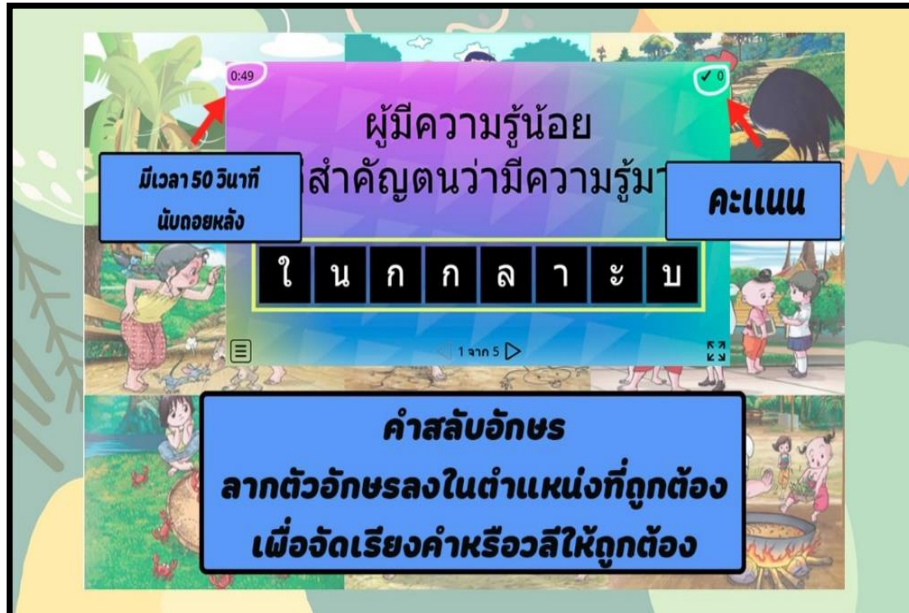 0:49
✓ 0
ผู้มีความรู้น้อย
สำคัญตนว่ามีความรู้
มีเวลา 50 วินาที
นับถอยหลัง
คะแนน
ใ น ก ก ล า ะ บ
1 จาก 5
คำสลับอักษร
ลากตัวอักษรลงในตำแหน่งที่ถูกต้อง
เพื่อจัดเรียงคำหรือวลีให้ถูกต้อง